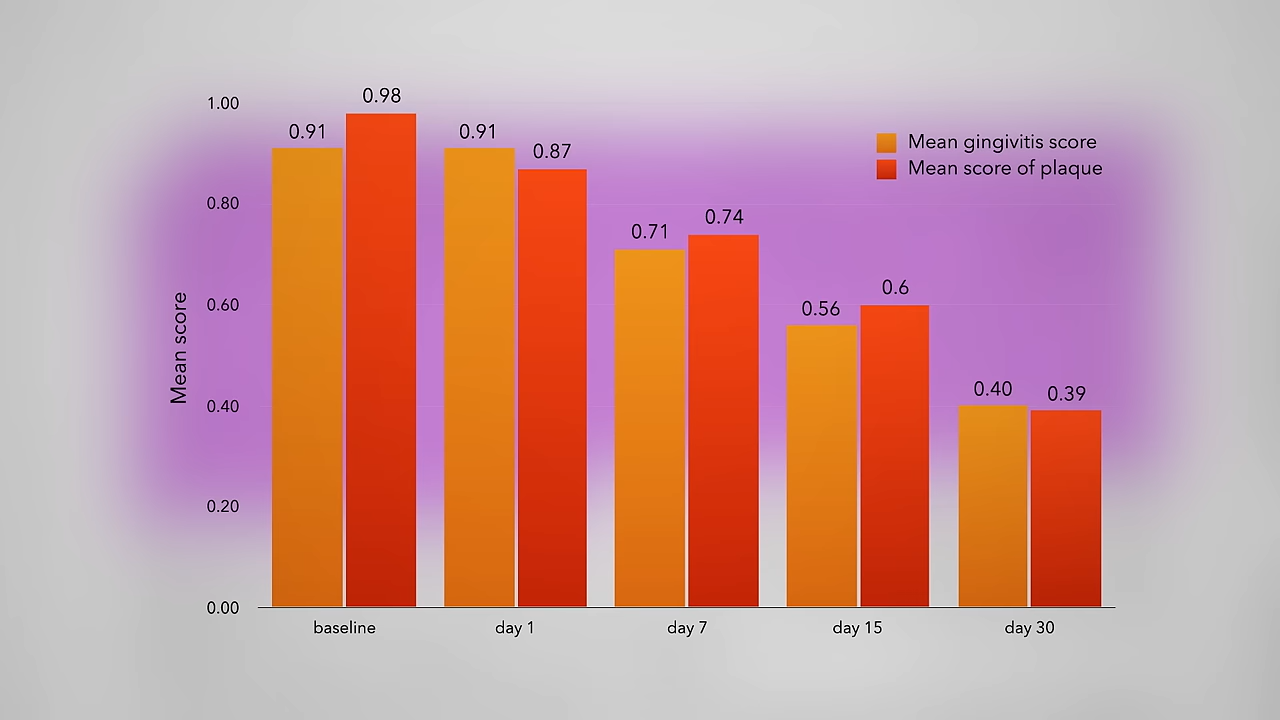 1.00
0.80
0.60
0.40
0.20
0.00
Mean score
0.91
0.98
0.91
0.87
0.71
0.74
0.56
0.6
0.40
0.39
Mean gingivitis score
Mean score of plaque
baseline
day 1
day 7
day 15
day 30